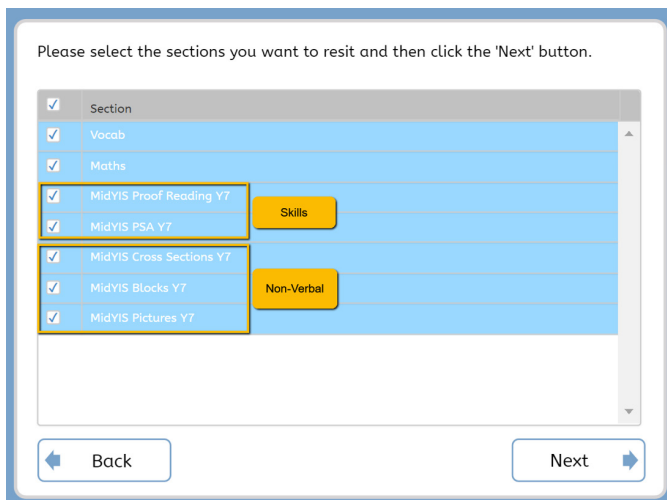 Please select the sections you want to resit and then click the 'Next' button.
Section
Vocab
Maths
MidYIS Proof Reading Y7
Skills
MidYIS PSA Y7
MidYIS Cross Sections Y7
MidYIS Blocks Y7
Non-Verbal
MidYIS Pictures Y7
Back
Next